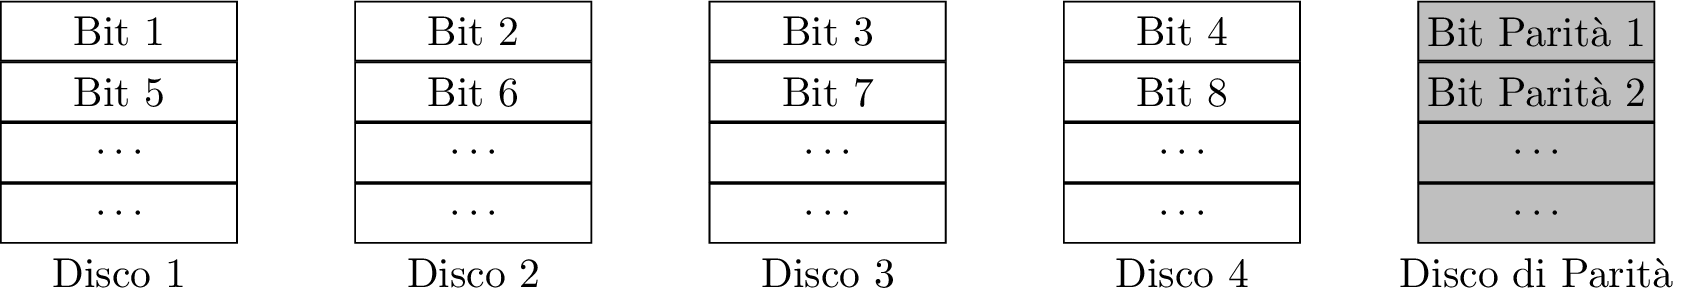 Bit 1 Bit 2 Bit 3 Bit 4 Bit Parità 1
Bit 5 Bit 6 Bit 7 Bit 8 Bit Parità 2
... ... ... ... ...
... ... ... ... ...
Disco 1 Disco 2 Disco 3 Disco 4 Disco di Parità